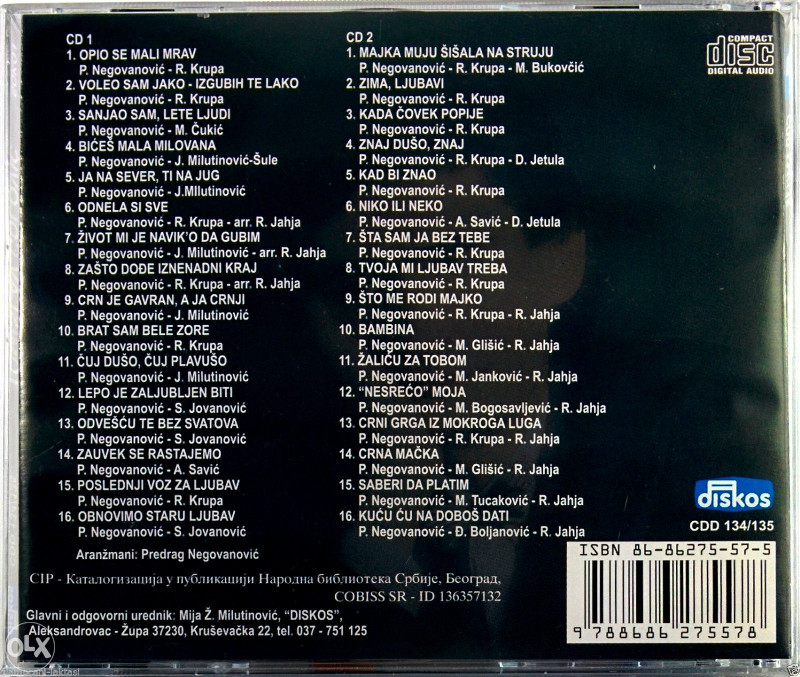 CD 1
1. OPIO SE MALI MRAV
P. Negovanović - R. Krupa
2. VOLEO SAM JAKO - IZGUBIH TE LAKO
P. Negovanović - R. Krupa
3. SANJAO SAM, LETE LJUDI
P. Negovanović - M. Čukić
4. BIĆEŠ MALA MILOVANA
P. Negovanović - J. Milutinović-Šule
5. JA NA SEVER, TI NA JUG
P. Negovanović - J.MIlutinović
6. ODNELA SI SVE
P. Negovanović - R. Krupa - arr. R. Jahja
7. ŽIVOT MI JE NAVIK'O DA GUBIM
P. Negovanović - J. Milutinović - arr. R. Jahja
8. ZAŠTO DOĐE IZNENADNI KRAJ
P. Negovanović - R. Krupa - arr. R. Jahja
9. CRN JE GAVRAN, A JA CRNJI
P. Negovanović - J. Milutinović
10. BRAT SAM BELE ZORE
P. Negovanović - R. Krupa
11. ČUJ DUŠO, ČUJ PLAVUŠO
P. Negovanović - J. Milutinović
12. LEPO JE ZALJUBLJEN BITI
P. Negovanović - S. Jovanović
13. ODVEŠĆU TE BEZ SVATOVA
P. Negovanović - S. Jovanović
14. ZAUVEK SE RASTAJEMO
P. Negovanović - A. Savić
15. POSLEDNJI VOZ ZA LJUBAV
P. Negovanović - R. Krupa
16. OBNOVIMO STARU LJUBAV
P. Negovanović - S. Jovanović
Aranžmani: Predrag Negovanović
CD 2
1. MAJKA MUJU ŠIŠALA NA STRUJU
P. Negovanović - R. Krupa - M. Bukovčić
2. ZIMA, LJUBAVI
P. Negovanović - R. Krupa
3. KADA ČOVEK POPIJE
P. Negovanović - R. Krupa
4. ZNAJ DUŠO, ZNAJ
P. Negovanović - R. Krupa - D. Jetula
5. KAD BI ZNAO
P. Negovanović - R. Krupa
6. NIKO ILI NEKO
P. Negovanović - A. Savić - D. Jetula
7. ŠTA SAM JA BEZ TEBE
P. Negovanović - R. Krupa
8. TVOJA MI LJUBAV TREBA
P. Negovanović - R. Krupa
9. ŠTO ME RODI MAJKO
P. Negovanović - R. Krupa - R. Jahja
10. BAMBINA
P. Negovanović - M. Glišić - R. Jahja
11. ŽALIĆU ZA TOBOM
P. Negovanović - M. Janković - R. Jahja
12. “NESREĆO” MOJA
P. Negovanović - M. Bogosavljević - R. Jahja
13. CRNI GRGA IZ MOKROGA LUGA
P. Negovanović - R. Krupa - R. Jahja
14. CRNA MAČKA
P. Negovanović - M. Glišić - R. Jahja
15. SABERI DA PLATIM
P. Negovanović - M. Tucaković - R. Jahja
16. KUĆU ĆU NA DOBOŠ DATI
P. Negovanović - Đ. Boljanović - R. Jahja
COMPACT
disc
DIGITAL AUDIO
diskos
CDD 134/135
ISBN 86-86275-57-5
9 788686 275578
CIP - Каталогизација у публикацији Народна библиотека Србије, Београд,
COBISS SR - ID 136357132
Glavni i odgovorni urednik: Mija Ž. Milutinović, “DISKOS”,
Aleksandrovac - Župa 37230, Kruševačka 22, tel. 037 - 751 125
OLX